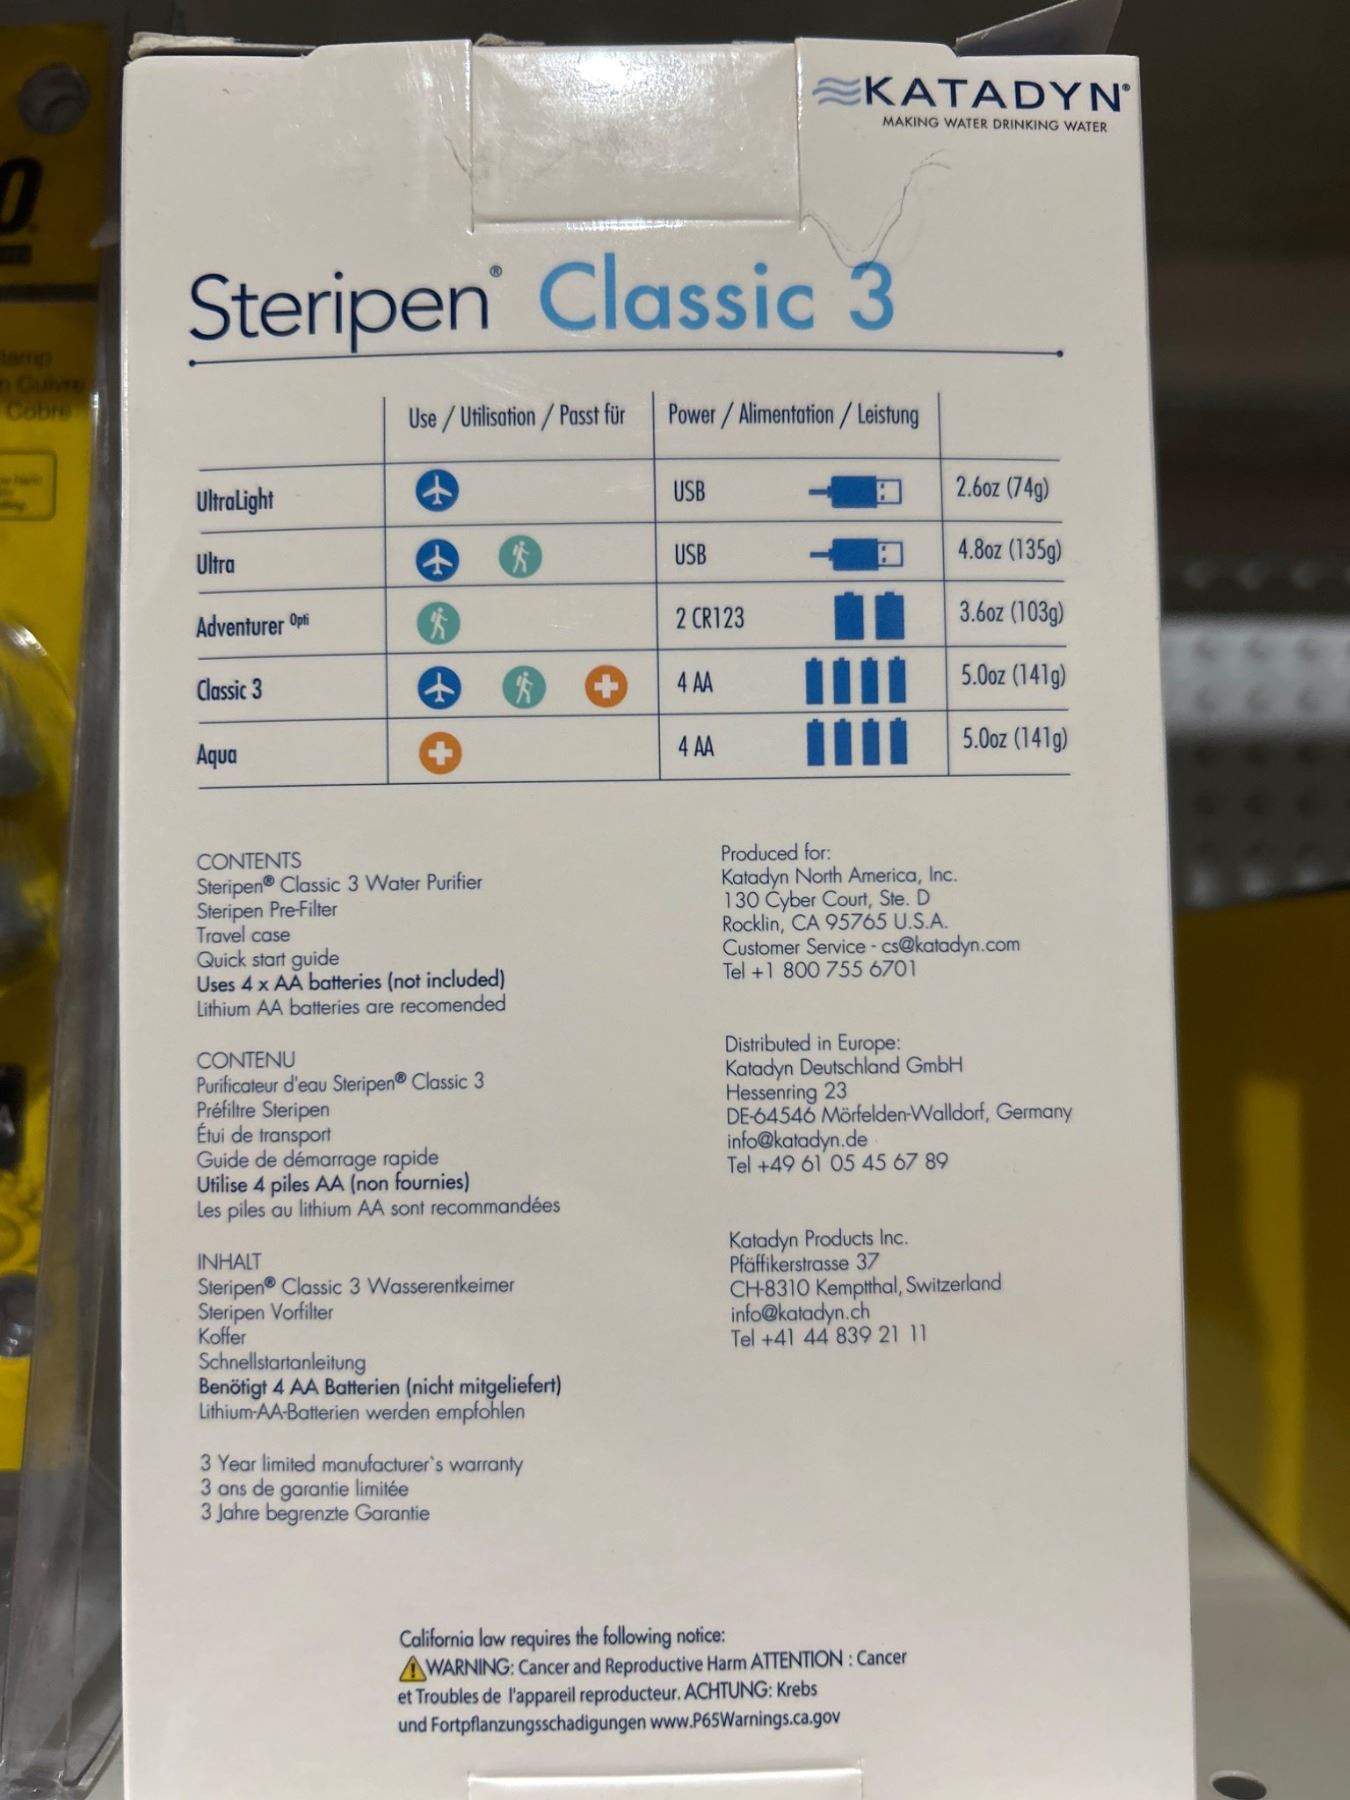 KATADYN®
MAKING WATER DRINKING WATER
Steripen® Classic 3
Use / Utilisation / Passt für Power / Alimentation / Leistung
UltraLight USB 2.6oz (74g)
Ultra USB 4.8oz (135g)
Adventurer Opti 2 CR123 3.6oz (103g)
Classic 3 4 AA 5.0oz (141g)
Aqua 4 AA 5.0oz (141g)
CONTENTS
Steripen® Classic 3 Water Purifier
Steripen Pre-Filter
Travel case
Quick start guide
Uses 4 x AA batteries (not included)
Lithium AA batteries are recomended
CONTENU
Purificateur d'eau Steripen® Classic 3
Préfiltre Steripen
Étui de transport
Guide de démarrage rapide
Utilise 4 piles AA (non fournies)
Les piles au lithium AA sont recommandées
INHALT
Steripen® Classic 3 Wasserentkeimer
Steripen Vorfilter
Koffer
Schnellstartanleitung
Benötigt 4 AA Batterien (nicht mitgeliefert)
Lithium-AA-Batterien werden empfohlen
3 Year limited manufacturer`s warranty
3 ans de garantie limitée
3 Jahre begrenzte Garantie
Produced for:
Katadyn North America, Inc.
130 Cyber Court, Ste. D
Rocklin, CA 95765 U.S.A.
Customer Service - cs@katadyn.com
Tel +1 800 755 6701
Distributed in Europe:
Katadyn Deutschland GmbH
Hessenring 23
DE-64546 Mörfelden-Walldorf, Germany
info@katadyn.de
Tel +49 61 05 45 67 89
Katadyn Products Inc.
Pfäffikerstrasse 37
CH-8310 Kemptthal, Switzerland
info@katadyn.ch
Tel +41 44 839 21 11
California law requires the following notice:
WARNING: Cancer and Reproductive Harm ATTENTION : Cancer
et Troubles de l'appareil reproducteur. ACHTUNG: Krebs
und Fortpflanzungsschadigungen www.P65Warnings.ca.gov
lamp
n Cuivre
Cobre